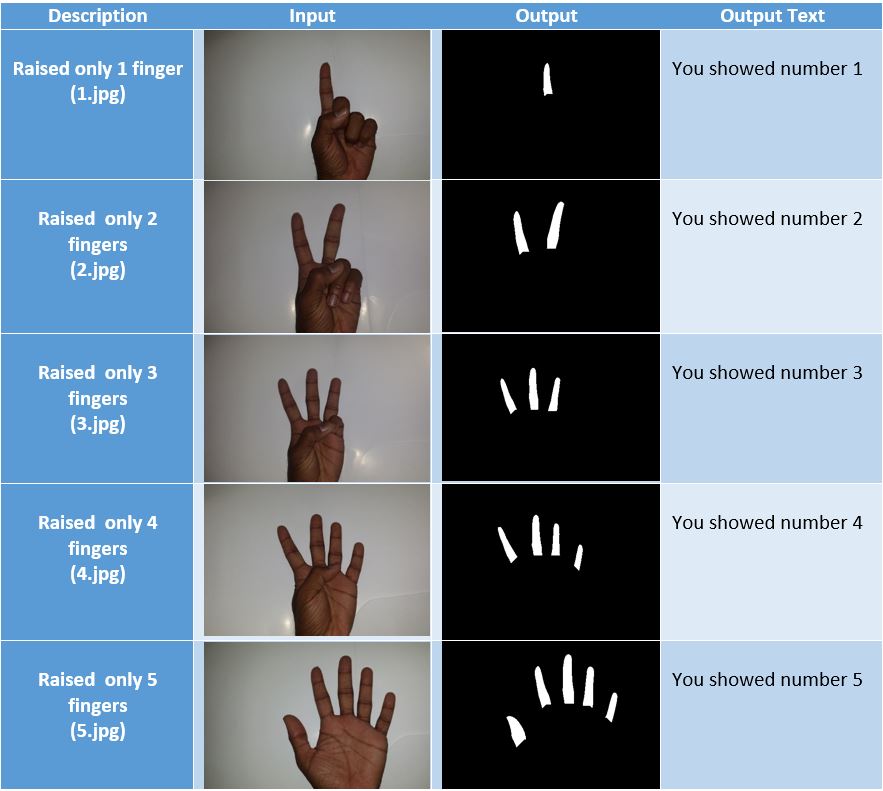 Description Input Output Output Text
Raised only 1 finger
(1.jpg)
You showed number 1
Raised only 2
fingers
(2.jpg)
You showed number 2
Raised only 3
fingers
(3.jpg)
You showed number 3
Raised only 4
fingers
(4.jpg)
You showed number 4
Raised only 5
fingers
(5.jpg)
You showed number 5